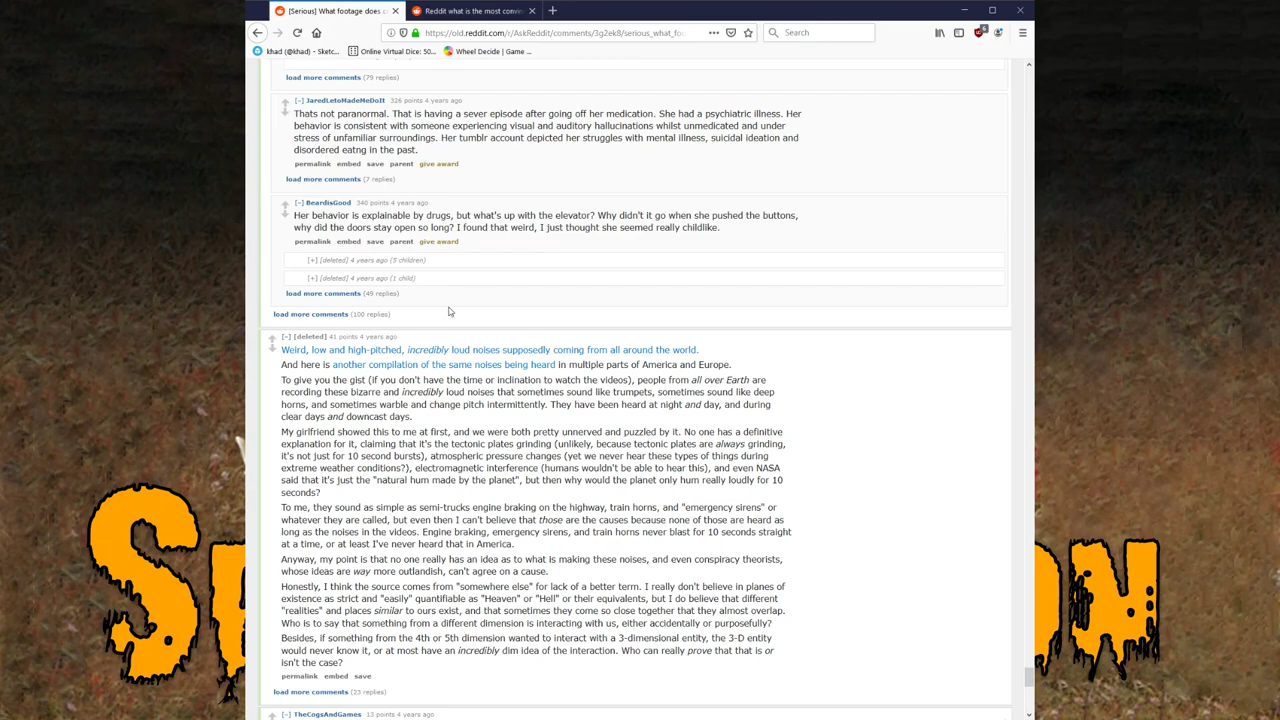 [Serious] What footage does c
Reddit what is the most convin
https://old.reddit.com/r/AskReddit/comments/3g2ek8/serious_what_fo…
Search
6
khad (@khad) - Sketc...
Online Virtual Dice: 50...
Wheel Decide | Game ...
load more comments (79 replies)
[–] JaredLetoMadeMeDoIt 326 points 4 years ago
Thats not paranormal. That is having a sever episode after going off her medication. She had a psychiatric illness. Her
behavior is consistent with someone experiencing visual and auditory hallucinations whilst unmedicated and under
stress of unfamiliar surroundings. Her tumblr account depicted her struggles with mental illness, suicidal ideation and
disordered eatng in the past.
permalink embed save parent give award
load more comments (7 replies)
[–] BeardisGood 340 points 4 years ago
Her behavior is explainable by drugs, but what's up with the elevator? Why didn't it go when she pushed the buttons,
why did the doors stay open so long? I found that weird, I just thought she seemed really childlike.
permalink embed save parent give award
[+] [deleted] 4 years ago (5 children)
[+] [deleted] 4 years ago (1 child)
load more comments (49 replies)
load more comments (100 replies)
[–] [deleted] 41 points 4 years ago
Weird, low and high-pitched, incredibly loud noises supposedly coming from all around the world.
And here is another compilation of the same noises being heard in multiple parts of America and Europe.
To give you the gist (if you don't have the time or inclination to watch the videos), people from all over Earth are
recording these bizarre and incredibly loud noises that sometimes sound like trumpets, sometimes sound like deep
horns, and sometimes warble and change pitch intermittently. They have been heard at night and day, and during
clear days and downcast days.
My girlfriend showed this to me at first, and we were both pretty unnerved and puzzled by it. No one has a definitive
explanation for it, claiming that it's the tectonic plates grinding (unlikely, because tectonic plates are always grinding,
it's not just for 10 second bursts), atmospheric pressure changes (yet we never hear these types of things during
extreme weather conditions?), electromagnetic interference (humans wouldn't be able to hear this), and even NASA
said that it's just the "natural hum made by the planet", but then why would the planet only hum really loudly for 10
seconds?
To me, they sound as simple as semi-trucks engine braking on the highway, train horns, and "emergency sirens" or
whatever they are called, but even then I can't believe that those are the causes because none of those are heard as
long as the noises in the videos. Engine braking, emergency sirens, and train horns never blast for 10 seconds straight
at a time, or at least I've never heard that in America.
Anyway, my point is that no one really has an idea as to what is making these noises, and even conspiracy theorists,
whose ideas are way more outlandish, can't agree on a cause.
Honestly, I think the source comes from "somewhere else" for lack of a better term. I really don't believe in planes of
existence as strict and "easily" quantifiable as "Heaven" or "Hell" or their equivalents, but I do believe that different
"realities" and places similar to ours exist, and that sometimes they come so close together that they almost overlap.
Who is to say that something from a different dimension is interacting with us, either accidentally or purposefully?
Besides, if something from the 4th or 5th dimension wanted to interact with a 3-dimensional entity, the 3-D entity
would never know it, or at most have an incredibly dim idea of the interaction. Who can really prove that that is or
isn't the case?
permalink embed save
load more comments (23 replies)
[–] TheCogsAndGames 13 points 4 years ago